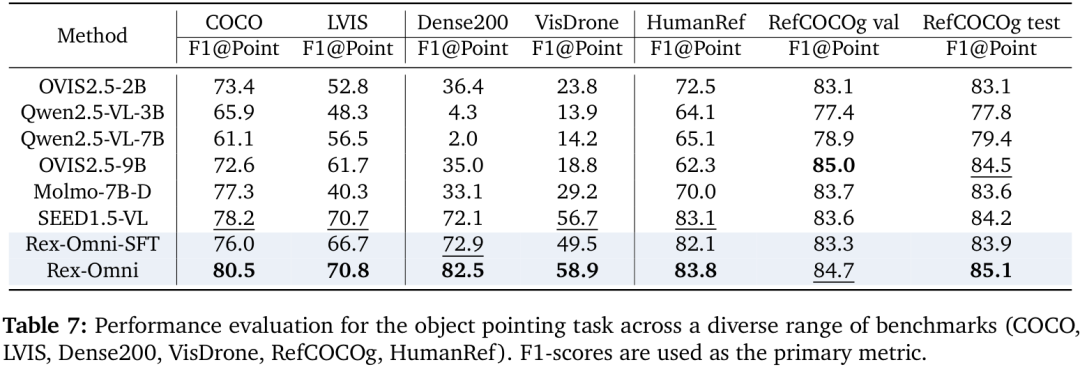 Method COCO LVIS Dense200 VisDrone HumanRef RefCOCOg val RefCOCOg test
F1@Point F1@Point F1@Point F1@Point F1@Point F1@Point F1@Point
OVIS2.5-2B 73.4 52.8 36.4 23.8 72.5 83.1 83.1
Qwen2.5-VL-3B 65.9 48.3 4.3 13.9 64.1 77.4 77.8
Qwen2.5-VL-7B 61.1 56.5 2.0 14.2 65.1 78.9 79.4
OVIS2.5-9B 72.6 61.7 35.0 18.8 62.3 85.0 84.5
Molmo-7B-D 77.3 40.3 33.1 29.2 70.0 83.7 83.6
SEED1.5-VL 78.2 70.7 72.1 56.7 83.1 83.6 84.2
Rex-Omni-SFT 76.0 66.7 72.9 49.5 82.1 83.3 83.9
Rex-Omni 80.5 70.8 82.5 58.9 83.8 84.7 85.1
Table 7: Performance evaluation for the object pointing task across a diverse range of benchmarks (COCO,
LVIS, Dense200, VisDrone, RefCOCOg, HumanRef). F1-scores are used as the primary metric.